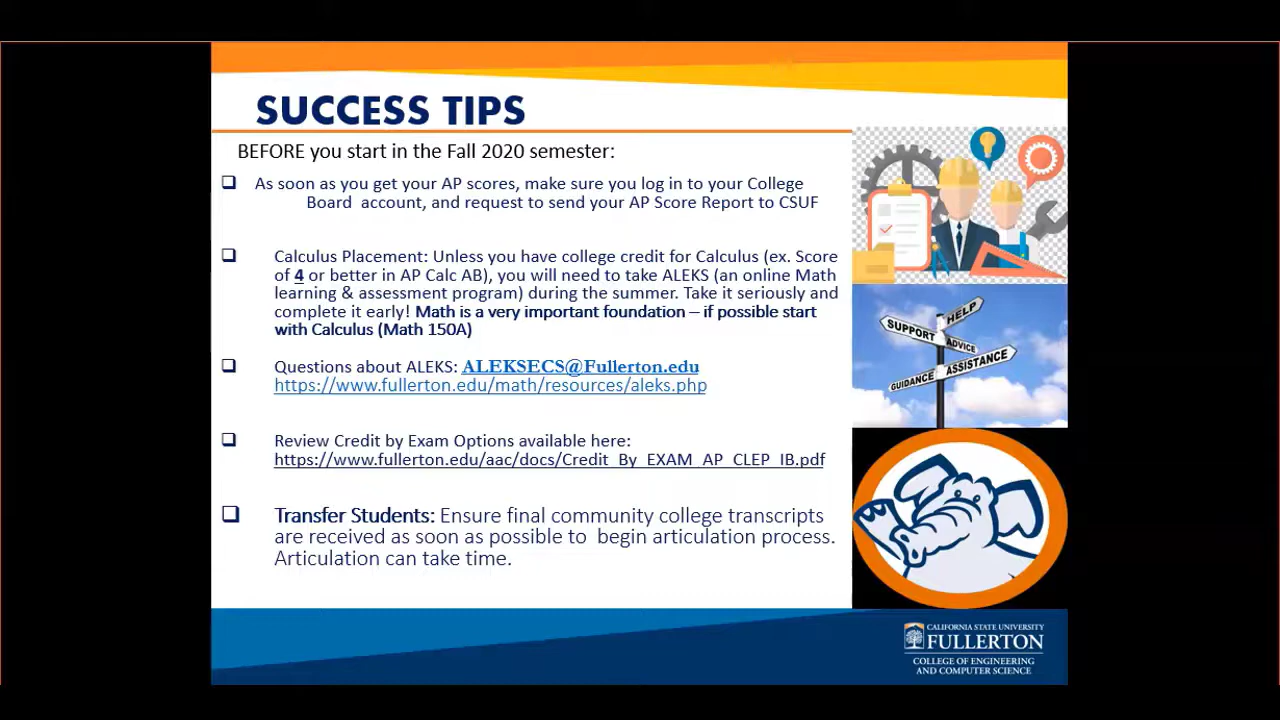 SUCCESS TIPS
BEFORE you start in the Fall 2020 semester:
❑ As soon as you get your AP scores, make sure you log in to your College
Board account, and request to send your AP Score Report to CSUF
❑ Calculus Placement: Unless you have college credit for Calculus (ex. Score
of 4 or better in AP Calc AB), you will need to take ALEKS (an online Math
learning & assessment program) during the summer. Take it seriously and
complete it early! Math is a very important foundation – if possible start
with Calculus (Math 150A)
❑ Questions about ALEKS: ALEKSECS@Fullerton.edu
https://www.fullerton.edu/math/resources/aleks.php
❑ Review Credit by Exam Options available here:
https://www.fullerton.edu/aac/docs/Credit_By_EXAM_AP_CLEP_IB.pdf
❑ Transfer Students: Ensure final community college transcripts
are received as soon as possible to begin articulation process.
Articulation can take time.
HELP
SUPPORT
ADVICE
ASSISTANCE
GUIDANCE
CALIFORNIA STATE UNIVERSITY
FULLERTON
COLLEGE OF ENGINEERING
AND COMPUTER SCIENCE